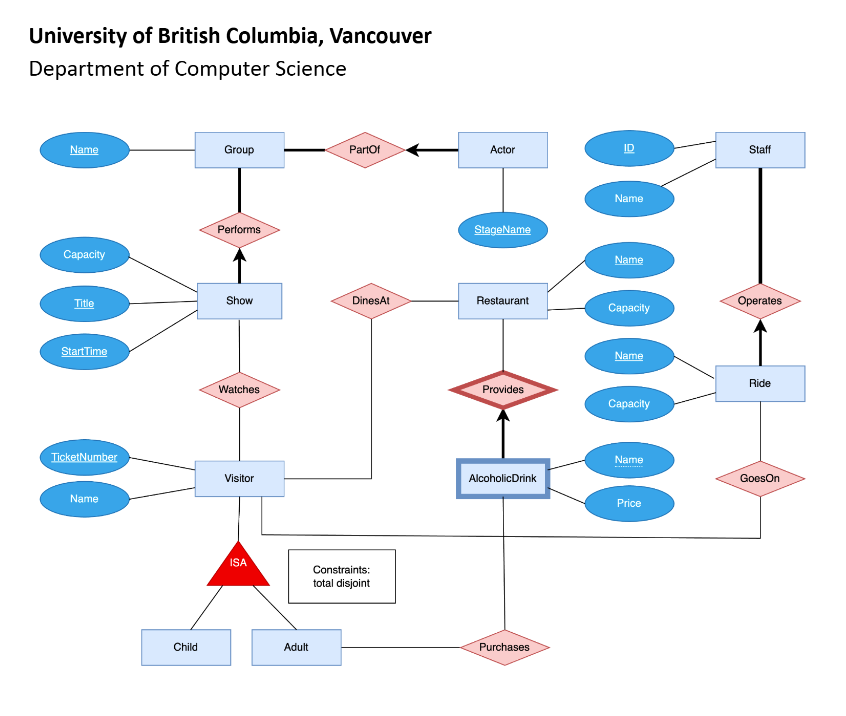 University of British Columbia, Vancouver
Department of Computer Science
Name
Group
PartOf
Actor
ID
Staff
Name
Performs
StageName
Capacity
Title
StartTime
Show
DinesAt
Restaurant
Name
Capacity
Operates
Name
Capacity
Ride
Watches
Provides
TicketNumber
Name
Visitor
AlcoholicDrink
Name
Price
GoesOn
ISA
Constraints:
total disjoint
Child
Adult
Purchases